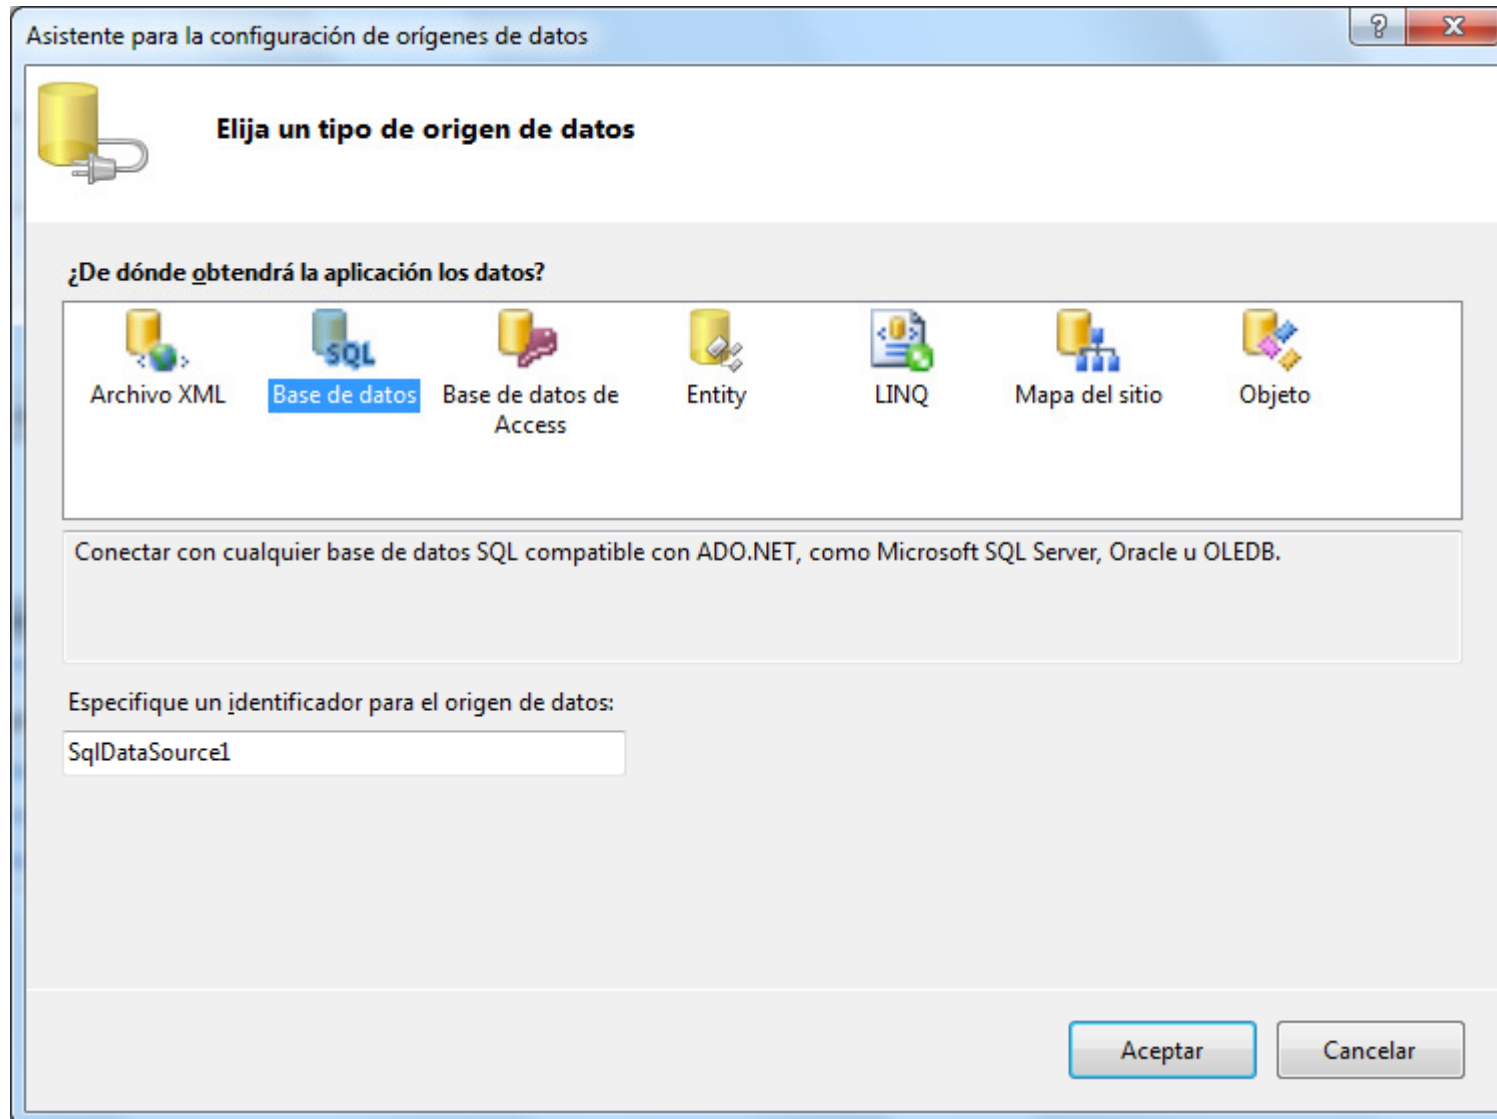 Asistente para la configuración de orígenes de datos
Elija un tipo de origen de datos
¿De dónde obtendrá la aplicación los datos?
SQL
Archivo XML
Base de datos
Base de datos de
Access
Entity
LINQ
Mapa del sitio
Objeto
Conectar con cualquier base de datos SQL compatible con ADO.NET, como Microsoft SQL Server, Oracle u OLEDB.
Especifique un identificador para el origen de datos:
SqlDataSource1
Aceptar
Cancelar